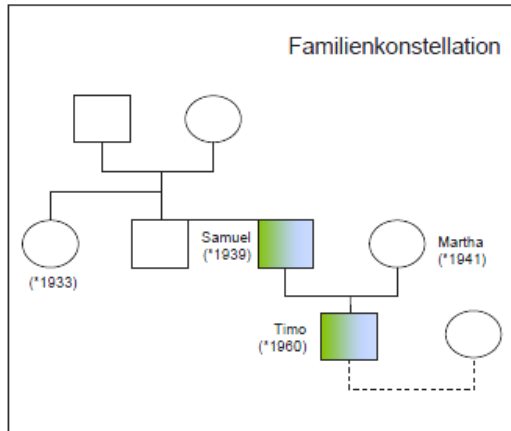 Familienkonstellation
Samuel
(*1939)
Martha
(*1941)
(*1933)
Timo
(*1960)